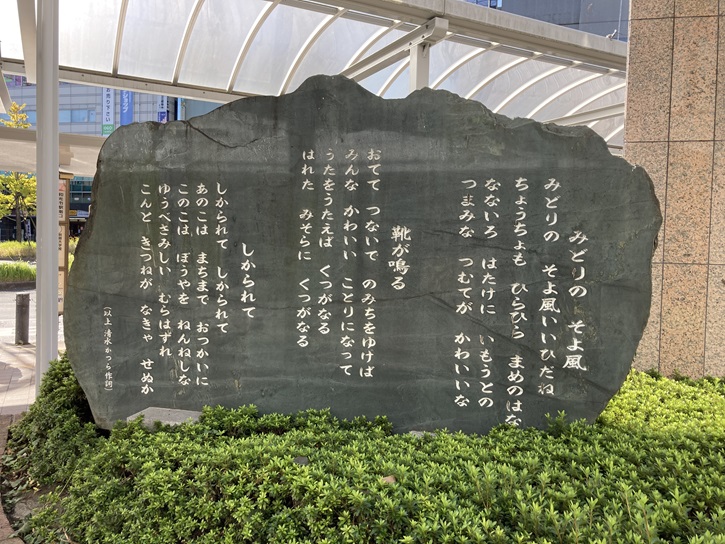 みどりの そよ風
みどりの そよ風いいひだね
ちょうちょも ひらひら まめのはな
なないろ はたけに いもうとの
つまみな つむてが かわいいな
靴が鳴る
おてて つないで のみちをゆけば
みんな かわいい ことりになって
うたをうたえば くつがなる
はれた みそらに くつがなる
しかられて
しかられて しかられて
あのこは まちまで おつかいに
このこは ぼうやを ねんねしな
ゆうべさみしい むらはずれ
こんと きつねが なきゃ せぬか
（以上 清水かつら作詞）